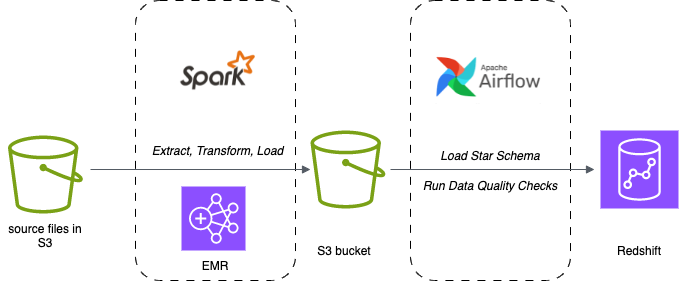 Spark
Apache
Airflow
Extract, Transform, Load
Load Star Schema
Run Data Quality Checks
source files in
S3
EMR
S3 bucket
Redshift